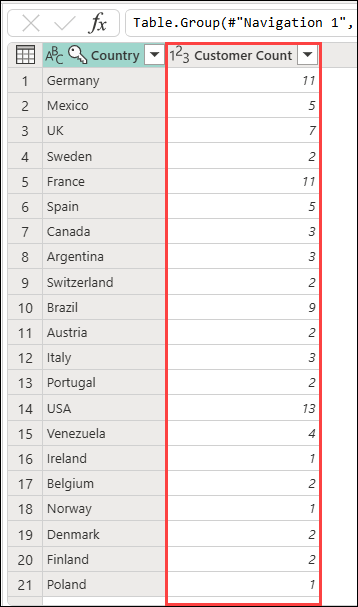 fx Table.Group(#"Navigation 1",
ABC Country 123 Customer Count
1 Germany 11
2 Mexico 5
3 UK 7
4 Sweden 2
5 France 11
6 Spain 5
7 Canada 3
8 Argentina 3
9 Switzerland 2
10 Brazil 9
11 Austria 2
12 Italy 3
13 Portugal 2
14 USA 13
15 Venezuela 4
16 Ireland 1
17 Belgium 2
18 Norway 1
19 Denmark 2
20 Finland 2
21 Poland 1